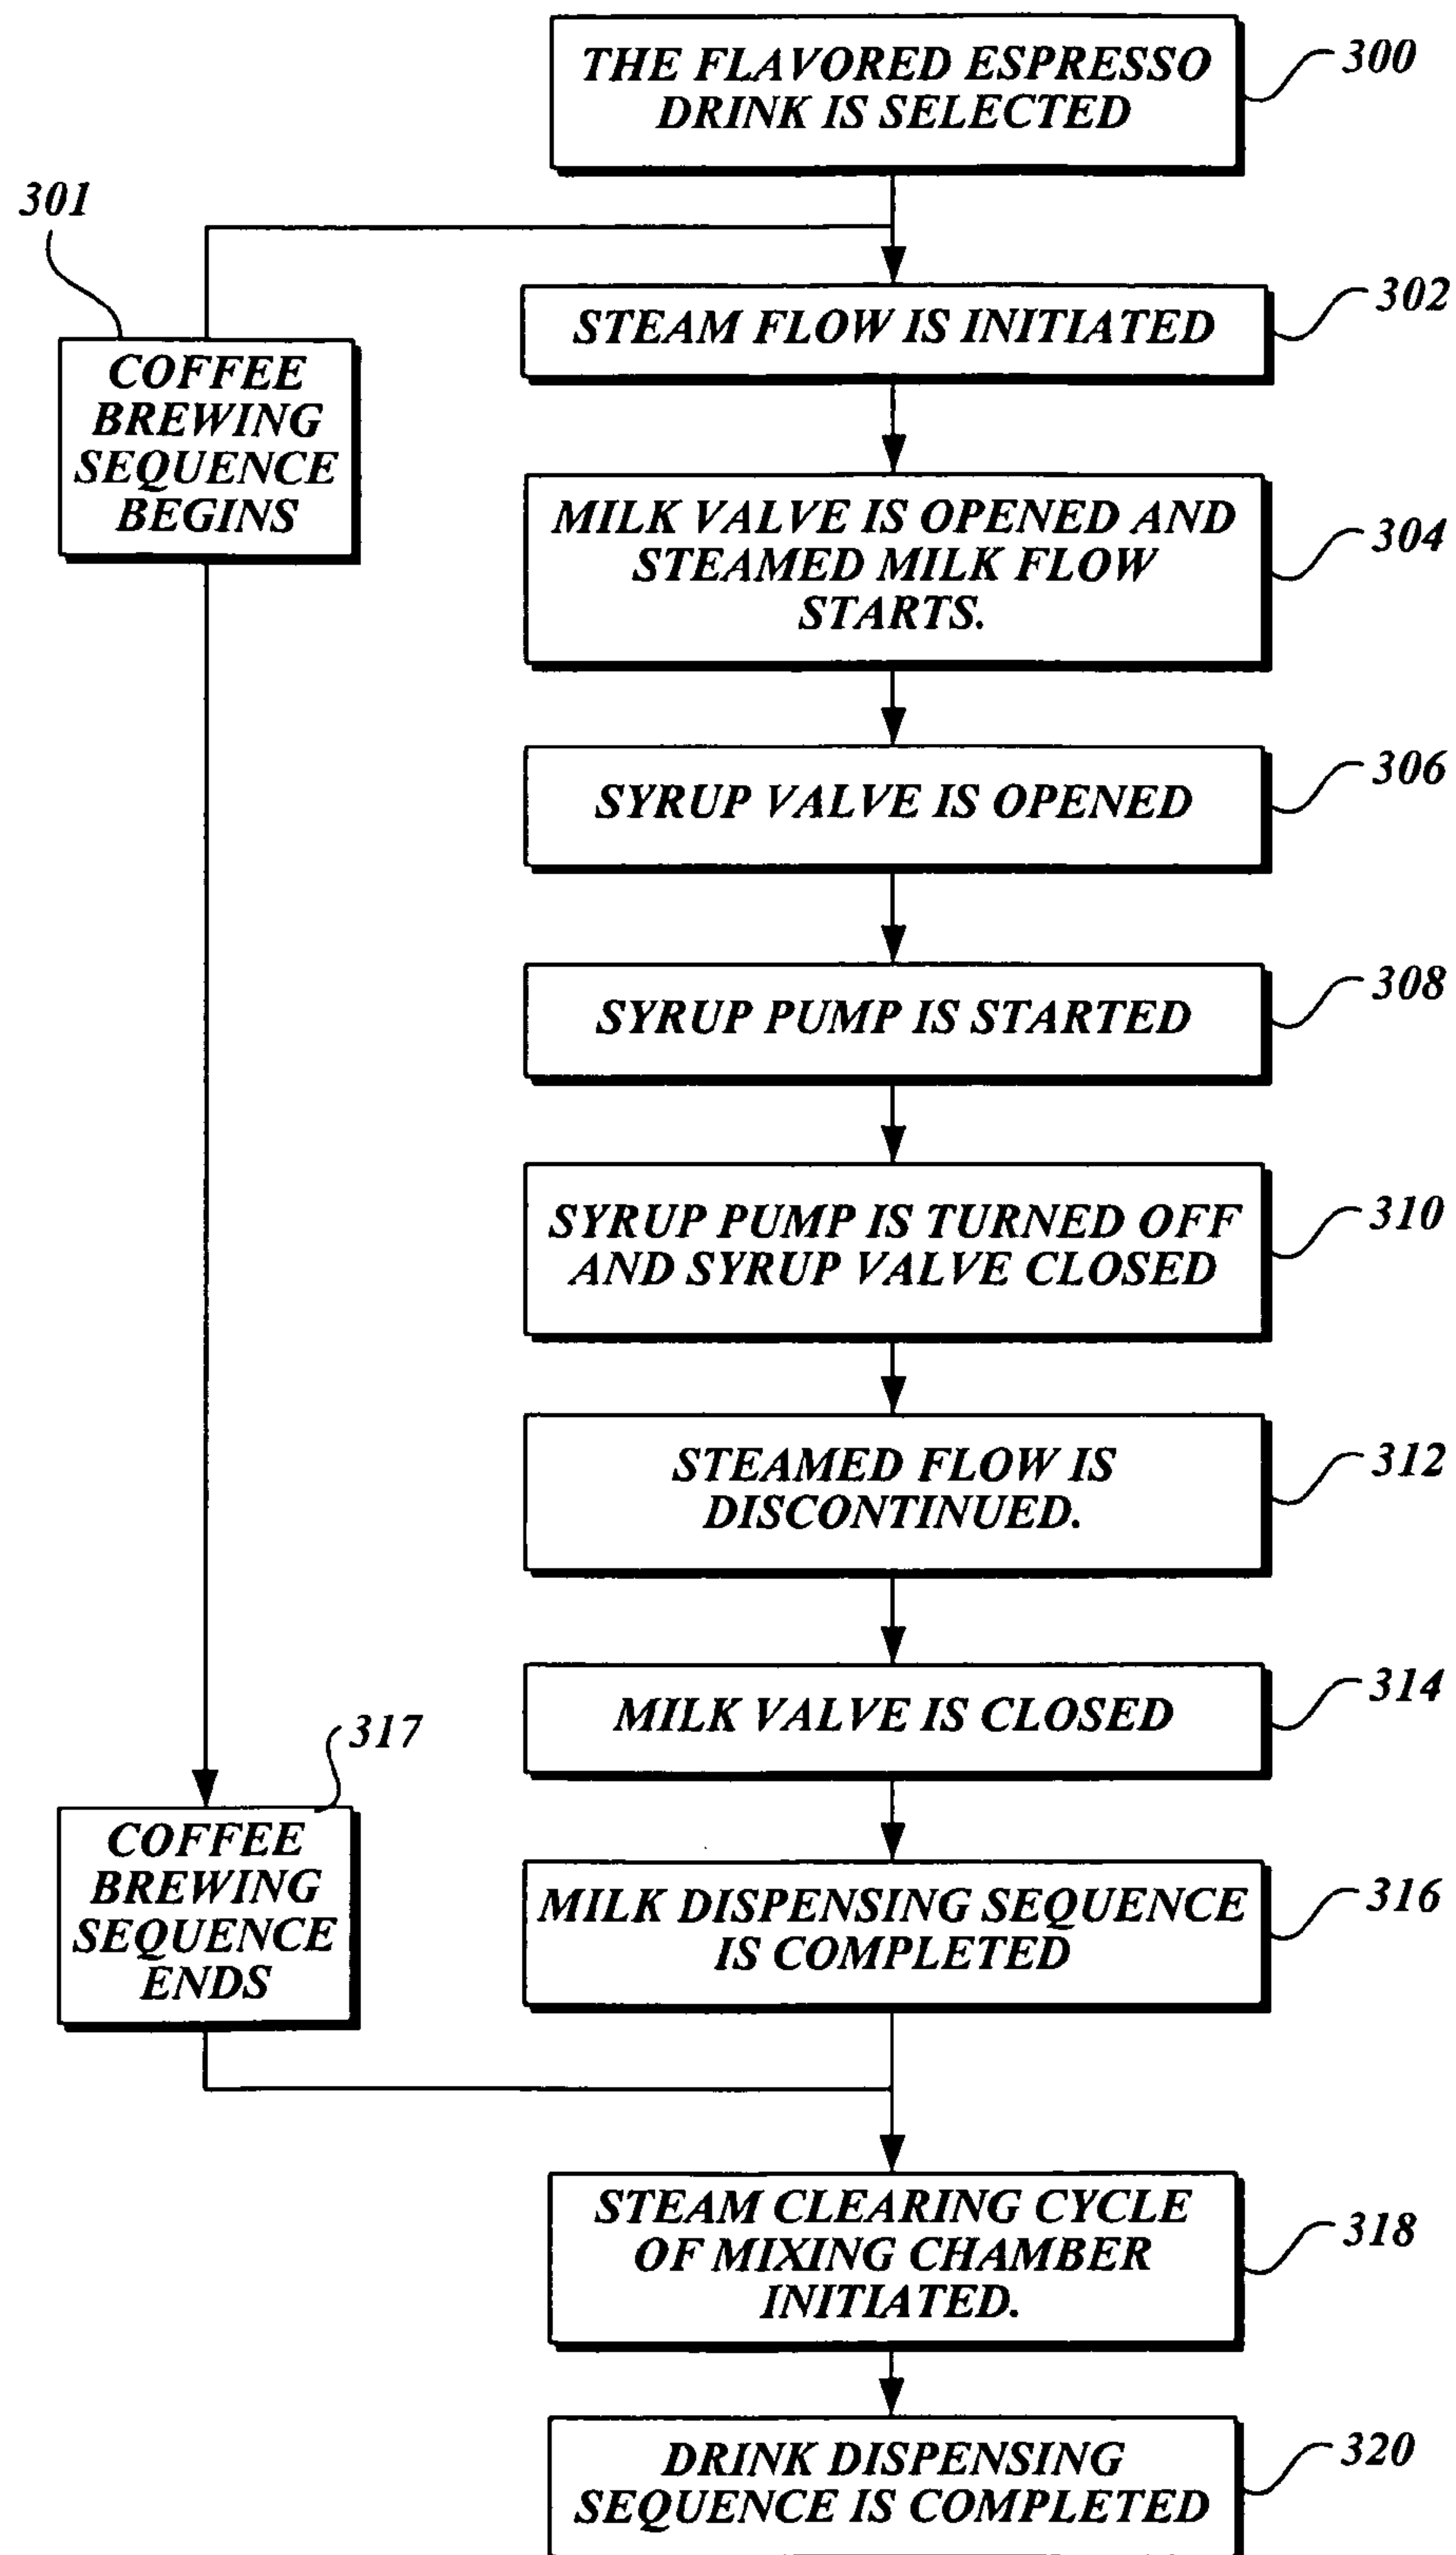 THE FLAVORED ESPRESSO
DRINK IS SELECTED
300
301
COFFEE
BREWING
SEQUENCE
BEGINS
STEAM FLOW IS INITIATED
302
MILK VALVE IS OPENED AND
STEAMED MILK FLOW
STARTS.
304
SYRUP VALVE IS OPENED
306
SYRUP PUMP IS STARTED
308
SYRUP PUMP IS TURNED OFF
AND SYRUP VALVE CLOSED
310
STEAMED FLOW IS
DISCONTINUED.
312
MILK VALVE IS CLOSED
314
317
COFFEE
BREWING
SEQUENCE
ENDS
MILK DISPENSING SEQUENCE
IS COMPLETED
316
STEAM CLEARING CYCLE
OF MIXING CHAMBER
INITIATED.
318
DRINK DISPENSING
SEQUENCE IS COMPLETED
320